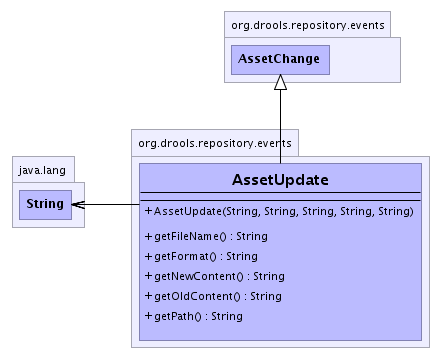 org.drools.repository.events
AssetChange
org.drools.repository.events
java.lang
String
AssetUpdate
+AssetUpdate(String, String, String, String, String)
+getFileName() : String
+getFormat() : String
+getNewContent() : String
+getOldContent() : String
+getPath() : String